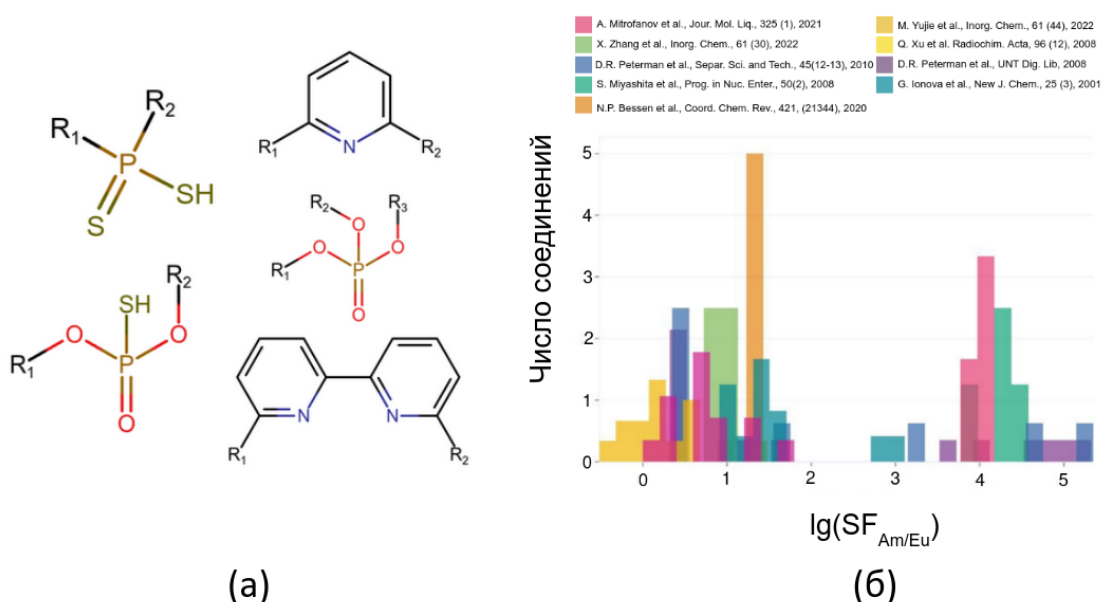 A. Mitrofanov et al., Jour. Mol. Liq., 325 (1), 2021
X. Zhang et al., Inorg. Chem., 61 (30), 2022
D.R. Peterman et al., Separ. Sci. and Tech., 45(12-13), 2010
S. Miyashita et al., Prog. in Nuc. Enter., 50(2), 2008
N.P. Bessen et al., Coord. Chem. Rev., 421, (21344), 2020
M. Yujie et al., Inorg. Chem., 61 (44), 2022
Q. Xu et al. Radiochim. Acta, 96 (12), 2008
D.R. Peterman et al., UNT Dig. Lib, 2008
G. Ionova et al., New J. Chem., 25 (3), 2001
R₁
R₂
P
SH
S
R₁
N
R₂
R₂
R₃
O
O
O
R₁
P
O
R₂
SH
O
O
P
R₁
O
N
N
R₁
R₂
Число соединений
5
4
3
2
1
0
0 1 2 3 4 5
lg(SF_Am/Eu)
(а)
(б)